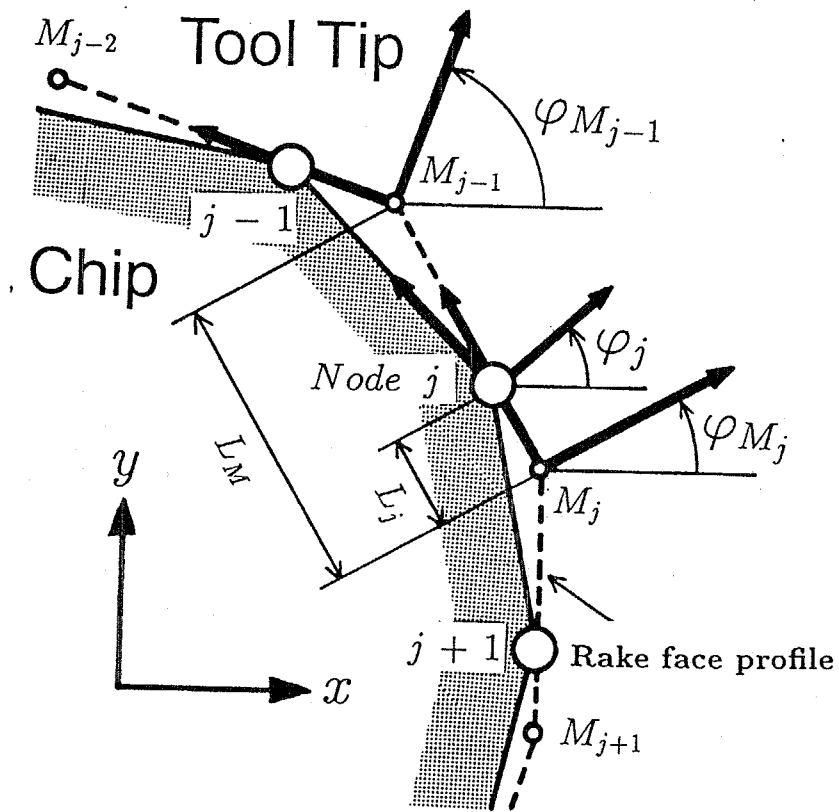 M_{j-2}
Tool Tip
φ_{M_{j-1}}
M_{j-1}
j − 1
Chip
φ_j
Node j
φ_{M_j}
L_M
L_j
y
M_j
j + 1
Rake face profile
x
M_{j+1}